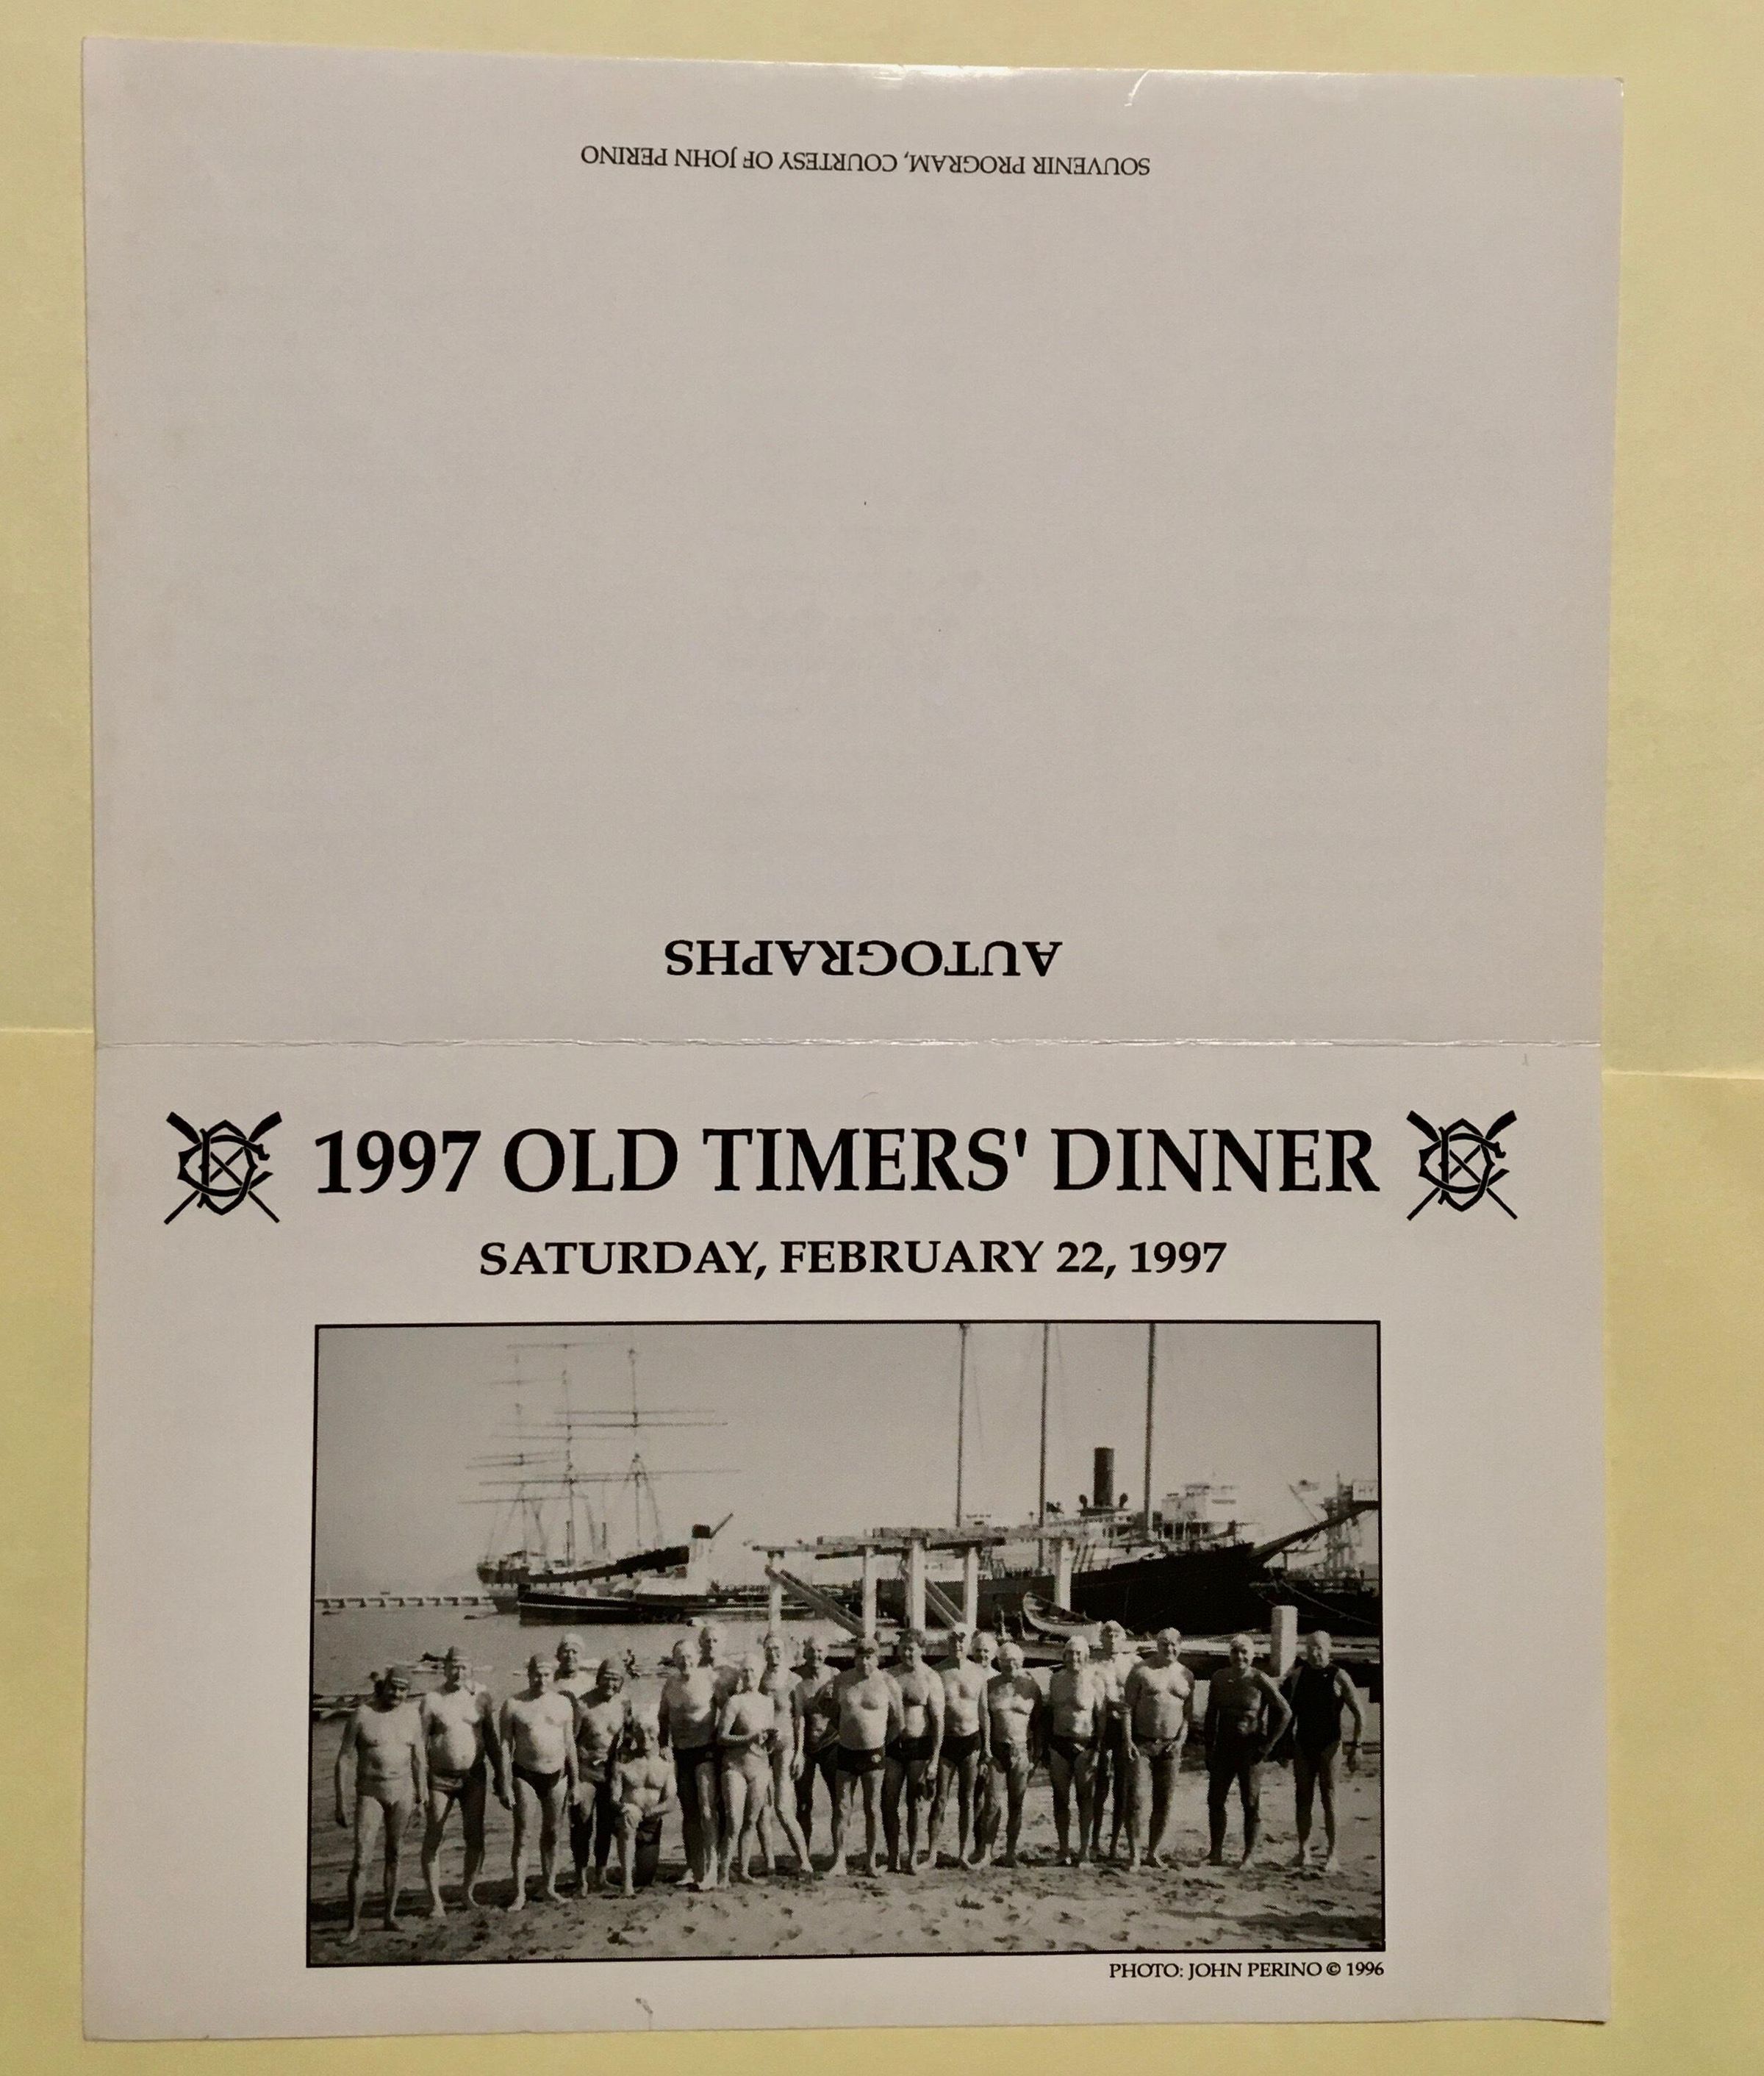 SOUVENIR PROGRAM, COURTESY OF JOHN PERINO
AUTOGRAPHS
1997 OLD TIMERS' DINNER
SATURDAY, FEBRUARY 22, 1997
PHOTO: JOHN PERINO © 1996